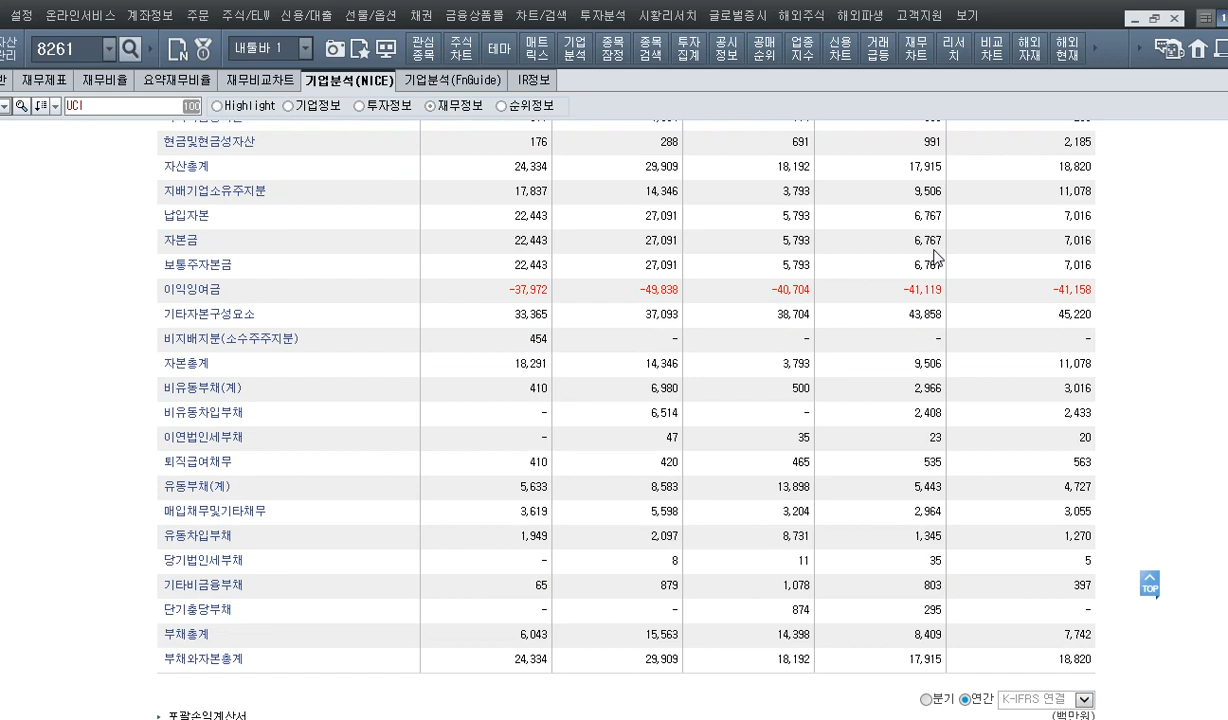 설정 온라인서비스 계좌정보 주문 주식/ELW 신용/대출 선물/옵션 채권 금융상품몰 차트/검색 투자분석 시황리서치 글로벌증시 해외주식 해외파생 고객지원 보기
자산관리 8261 내툴바 1 관심종목 주식차트 테마 매트릭스 기업분석 종목잠정 종목검색 투자집계 공시정보 공매순위 업종지수 신용차트 거래급등 재무차트 리서치 비교차트 해외자재 해외현재
반 재무제표 재무비율 요약재무비율 재무비교차트 기업분석(NICE) 기업분석(FnGuide) IR정보
UCI 100 Highlight 기업정보 투자정보 재무정보 순위정보
현금및현금성자산 176 288 691 991 2,185
자산총계 24,334 29,909 18,192 17,915 18,820
지배기업소유주지분 17,837 14,346 3,793 9,506 11,078
납입자본 22,443 27,091 5,793 6,767 7,016
자본금 22,443 27,091 5,793 6,767 7,016
보통주자본금 22,443 27,091 5,793 6,767 7,016
이익잉여금 -37,972 -49,838 -40,704 -41,119 -41,158
기타자본구성요소 33,365 37,093 38,704 43,858 45,220
비지배지분(소수주주지분) 454 - - - -
자본총계 18,291 14,346 3,793 9,506 11,078
비유동부채(계) 410 6,980 500 2,966 3,016
비유동차입부채 - 6,514 - 2,408 2,433
이연법인세부채 - 47 35 23 20
퇴직급여채무 410 420 465 535 563
유동부채(계) 5,633 8,583 13,898 5,443 4,727
매입채무및기타채무 3,619 5,598 3,204 2,964 3,055
유동차입부채 1,949 2,097 8,731 1,345 1,270
당기법인세부채 - 8 11 35 5
기타비금융부채 65 879 1,078 803 397
단기충당부채 - - 874 295 -
TOP
부채총계 6,043 15,563 14,398 8,409 7,742
부채와자본총계 24,334 29,909 18,192 17,915 18,820
분기 연간 K-IFRS 연결
포괄손익계산서 (백만원)